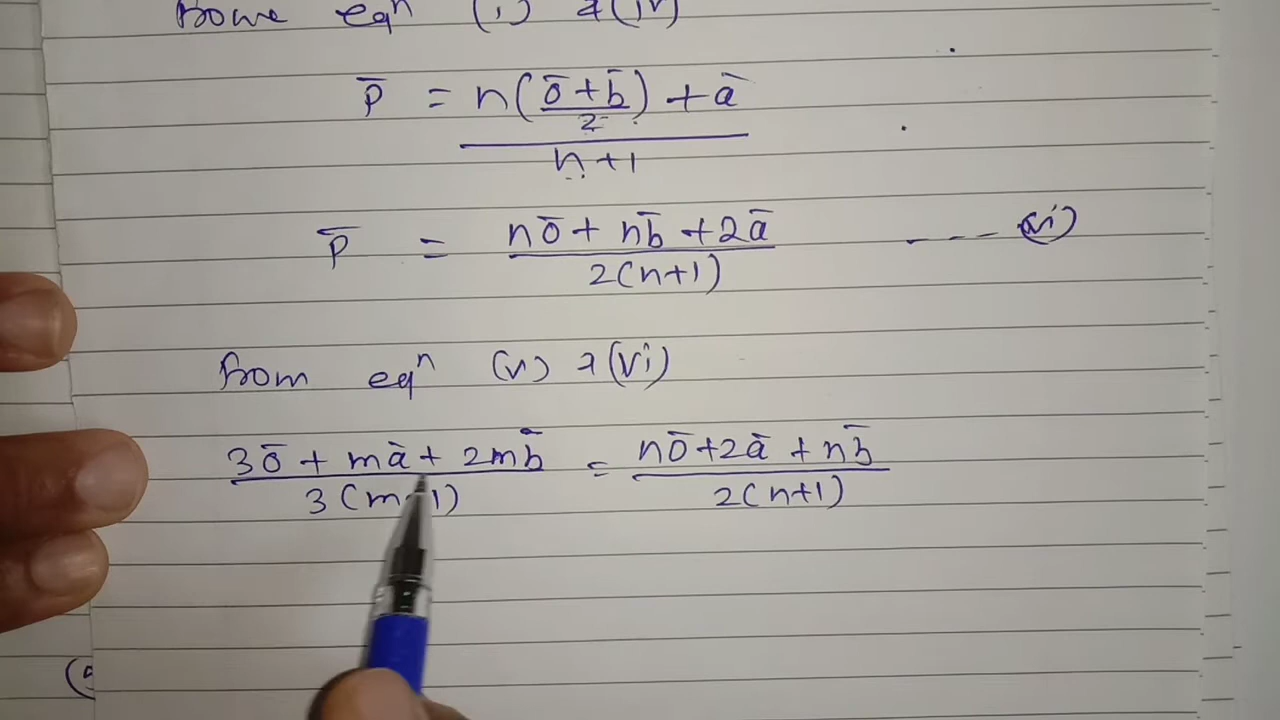 eqⁿ (i) & (iv)
p̄ = n(ō + b̄ / 2) + ā / n + 1
p̄ = nō + nb̄ + 2ā / 2(n+1) --- (vi)
From eqⁿ (v) & (vi)
3ō + mā + 2mb̄ / 3(m+1) = nō + 2ā + nb̄ / 2(n+1)